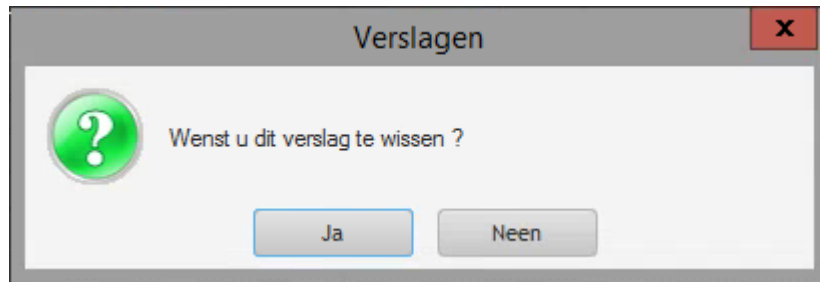 Verslagen
x
?
Wenst u dit verslag te wissen ?
Ja
Neen